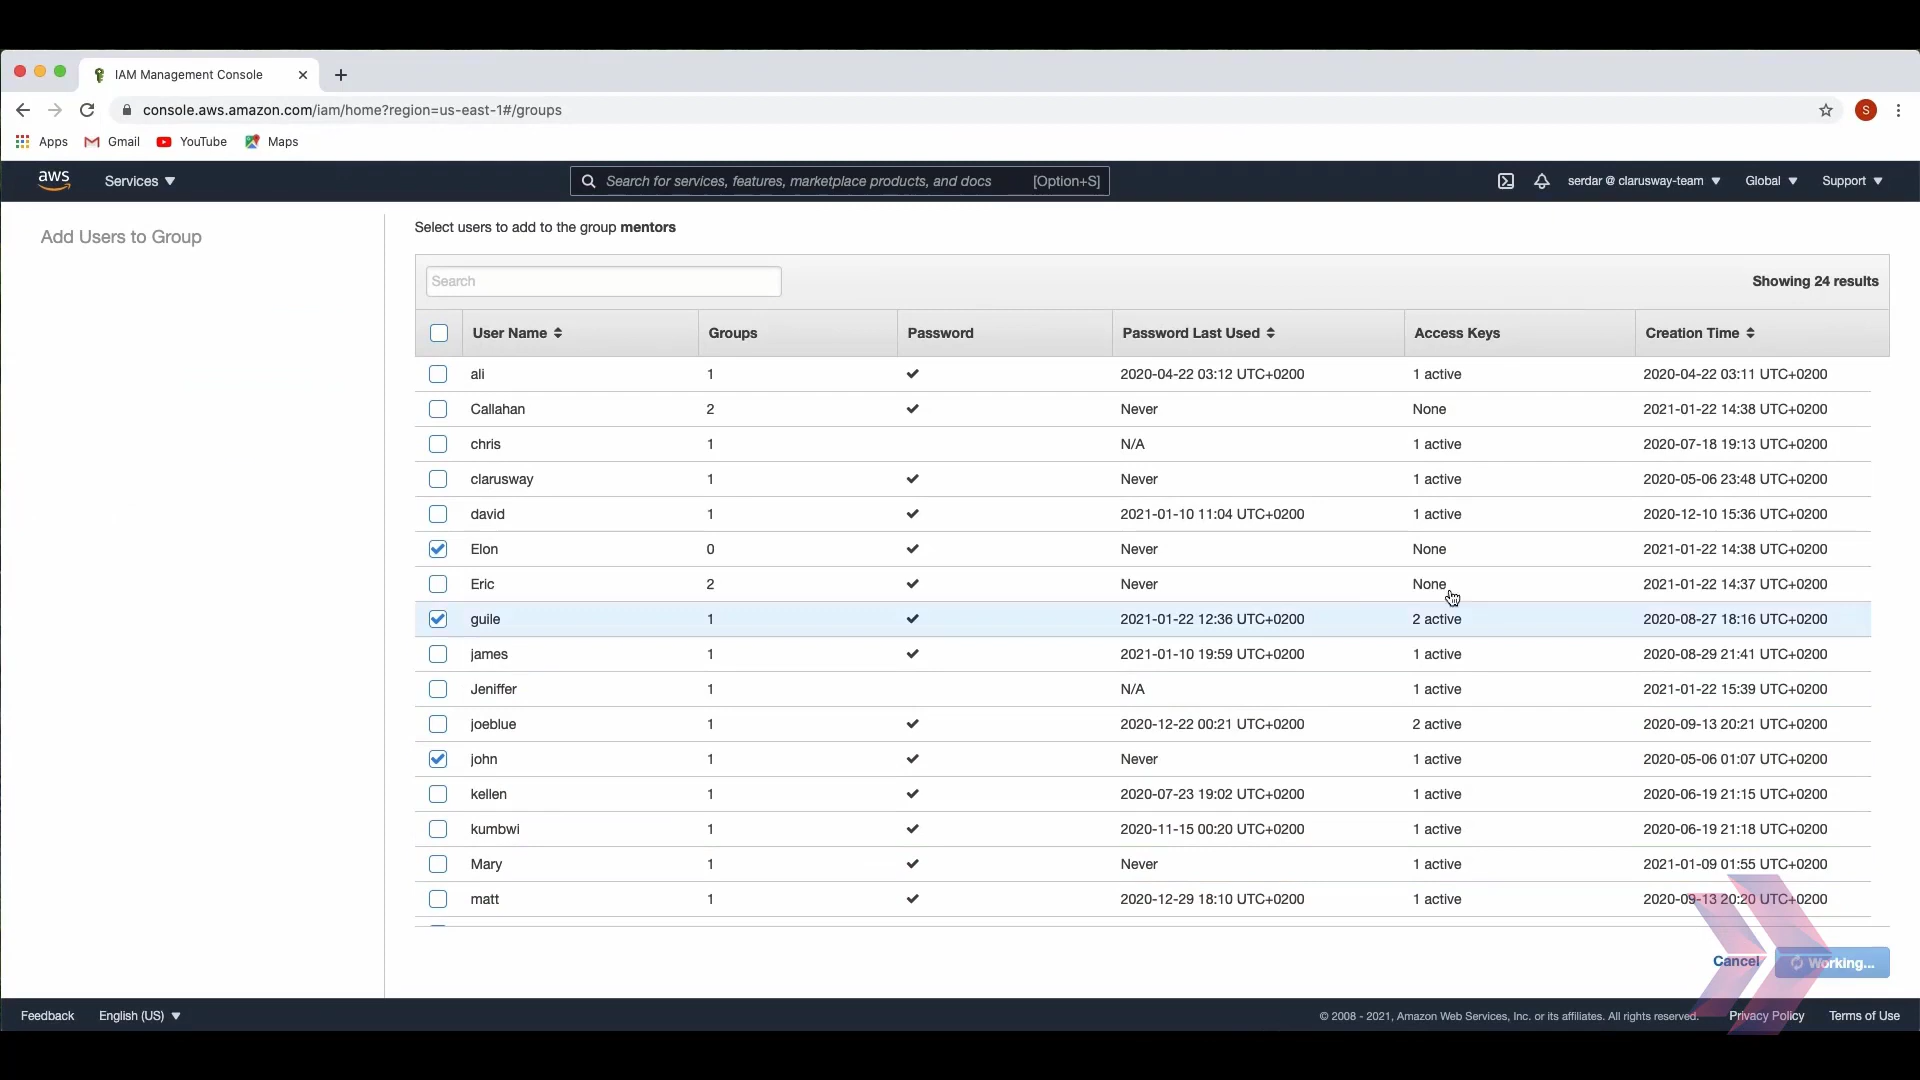 IAM Management Console
console.aws.amazon.com/iam/home?region=us-east-1#/groups
S
Apps Gmail YouTube Maps
aws Services Search for services, features, marketplace products, and docs [Option+S] serdar @ clarusway-team Global Support
Add Users to Group
Select users to add to the group mentors
Search Showing 24 results
User Name Groups Password Password Last Used Access Keys Creation Time
ali 1 2020-04-22 03:12 UTC+0200 1 active 2020-04-22 03:11 UTC+0200
Callahan 2 Never None 2021-01-22 14:38 UTC+0200
chris 1 N/A 1 active 2020-07-18 19:13 UTC+0200
clarusway 1 Never 1 active 2020-05-06 23:48 UTC+0200
david 1 2021-01-10 11:04 UTC+0200 1 active 2020-12-10 15:36 UTC+0200
Elon 0 Never None 2021-01-22 14:38 UTC+0200
Eric 2 Never None 2021-01-22 14:37 UTC+0200
guile 1 2021-01-22 12:36 UTC+0200 2 active 2020-08-27 18:16 UTC+0200
james 1 2021-01-10 19:59 UTC+0200 1 active 2020-08-29 21:41 UTC+0200
Jeniffer 1 N/A 1 active 2021-01-22 15:39 UTC+0200
joeblue 1 2020-12-22 00:21 UTC+0200 2 active 2020-09-13 20:21 UTC+0200
john 1 Never 1 active 2020-05-06 01:07 UTC+0200
kellen 1 2020-07-23 19:02 UTC+0200 1 active 2020-06-19 21:15 UTC+0200
kumbwi 1 2020-11-15 00:20 UTC+0200 1 active 2020-06-19 21:18 UTC+0200
Mary 1 Never 1 active 2021-01-09 01:55 UTC+0200
matt 1 2020-12-29 18:10 UTC+0200 1 active 2020-09-13 20:20 UTC+0200
Cancel Working...
Feedback English (US) © 2008 - 2021, Amazon Web Services, Inc. or its affiliates. All rights reserved. Privacy Policy Terms of Use